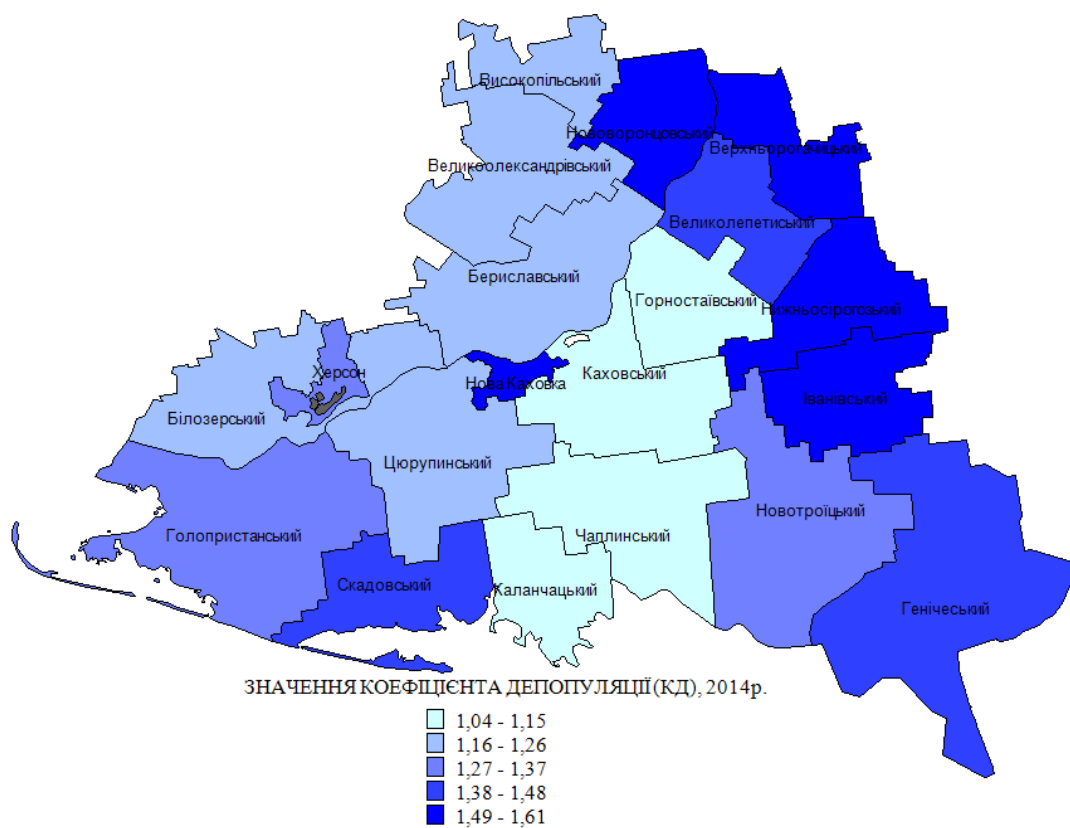 Високопільський
Нововоронцовський
Верхньорогачицький
Великоолександрівський
Великолепетиський
Бериславський
Горностаївський
Нижньосірогозький
Херсон
Нова Каховка
Каховський
Іванівський
Білозерський
Цюрупинський
Голопристанський
Чаплинський
Новотроїцький
Скадовський
Каланчацький
Генічеський
ЗНАЧЕННЯ КОЕФІЦІЄНТА ДЕПОПУЛЯЦІЇ (КД), 2014р.
1,04 - 1,15
1,16 - 1,26
1,27 - 1,37
1,38 - 1,48
1,49 - 1,61